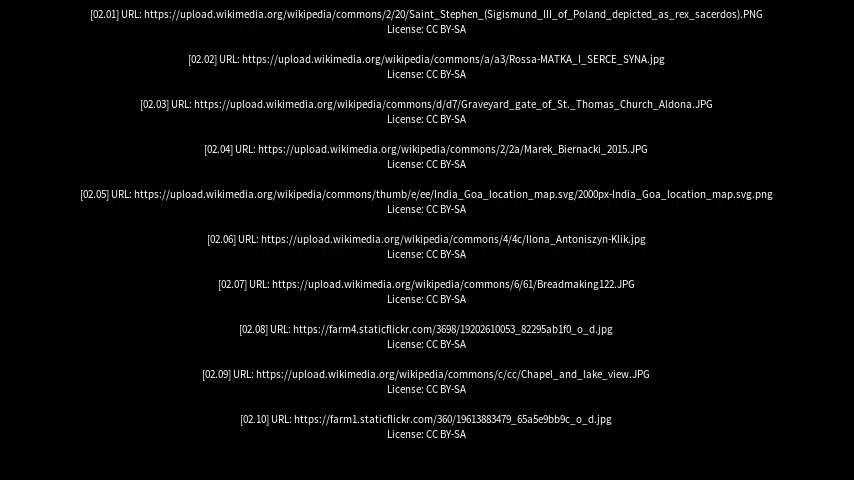 [02.01] URL: https://upload.wikimedia.org/wikipedia/commons/2/20/Saint_Stephen_(Sigismund_III_of_Poland_depicted_as_rex_sacerdos).PNG
License: CC BY-SA
[02.02] URL: https://upload.wikimedia.org/wikipedia/commons/a/a3/Rossa-MATKA_I_SERCE_SYNA.jpg
License: CC BY-SA
[02.03] URL: https://upload.wikimedia.org/wikipedia/commons/d/d7/Graveyard_gate_of_St._Thomas_Church_Aldona.JPG
License: CC BY-SA
[02.04] URL: https://upload.wikimedia.org/wikipedia/commons/2/2a/Marek_Biernacki_2015.JPG
License: CC BY-SA
[02.05] URL: https://upload.wikimedia.org/wikipedia/commons/thumb/e/ee/India_Goa_location_map.svg/2000px-India_Goa_location_map.svg.png
License: CC BY-SA
[02.06] URL: https://upload.wikimedia.org/wikipedia/commons/4/4c/Ilona_Antoniszyn-Klik.jpg
License: CC BY-SA
[02.07] URL: https://upload.wikimedia.org/wikipedia/commons/6/61/Breadmaking122.JPG
License: CC BY-SA
[02.08] URL: https://farm4.staticflickr.com/3698/19202610053_82295ab1f0_o_d.jpg
License: CC BY-SA
[02.09] URL: https://upload.wikimedia.org/wikipedia/commons/c/cc/Chapel_and_lake_view.JPG
License: CC BY-SA
[02.10] URL: https://farm1.staticflickr.com/360/19613883479_65a5e9bb9c_o_d.jpg
License: CC BY-SA